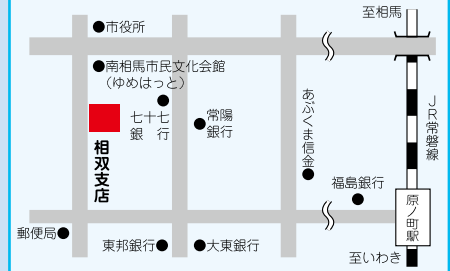 至相馬
市役所
南相馬市民文化会館
（ゆめはっと）
七十七
銀行
常陽
銀行
あぶくま信金
JR常磐線
相双支店
福島銀行
原ノ町駅
郵便局
東邦銀行
大東銀行
至いわき